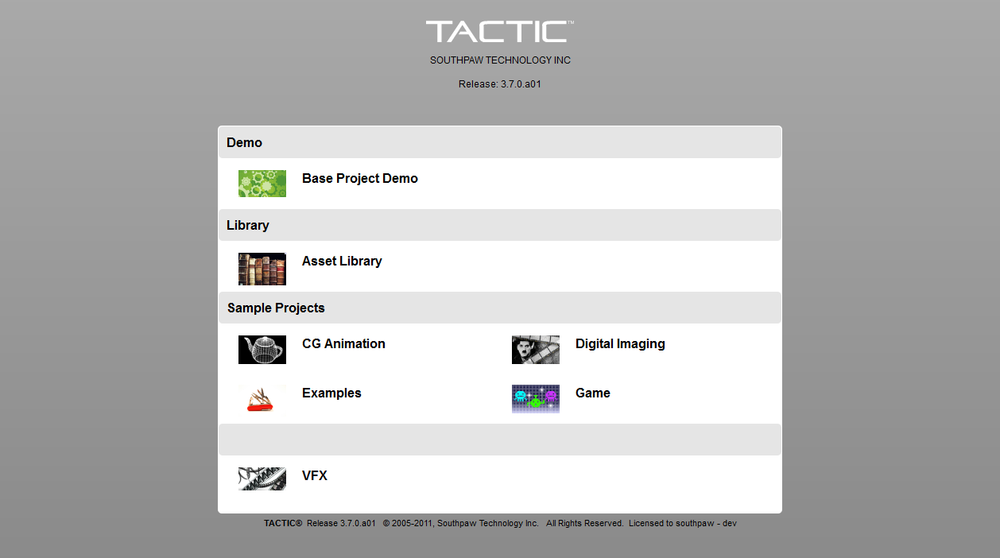 TACTIC™
SOUTHPAW TECHNOLOGY INC
Release: 3.7.0.a01
Demo
Base Project Demo
Library
Asset Library
Sample Projects
CG Animation
Digital Imaging
Examples
Game
VFX
TACTIC® Release 3.7.0.a01 © 2005-2011, Southpaw Technology Inc. All Rights Reserved. Licensed to southpaw - dev